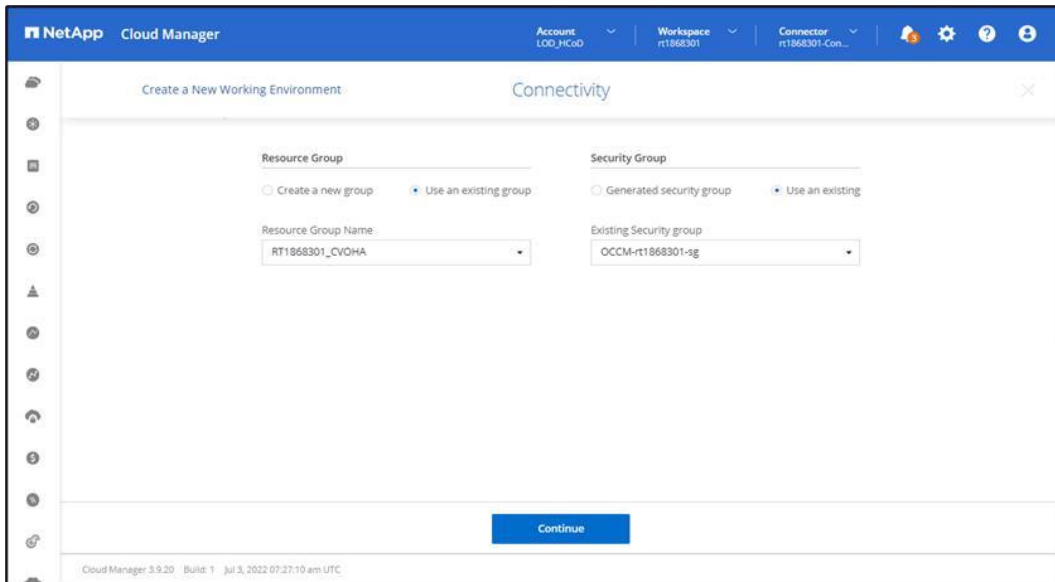 NetApp Cloud Manager
Account
LOD_HCoD
Workspace
rt1868301
Connector
rt1868301-Con...
3
Create a New Working Environment
Connectivity
Resource Group
Create a new group
Use an existing group
Resource Group Name
RT1868301_CVOHA
Security Group
Generated security group
Use an existing
Existing Security group
OCCM-rt1868301-sg
Continue
Cloud Manager 3.9.20 Build: 1 Jul 3, 2022 07:27:10 am UTC